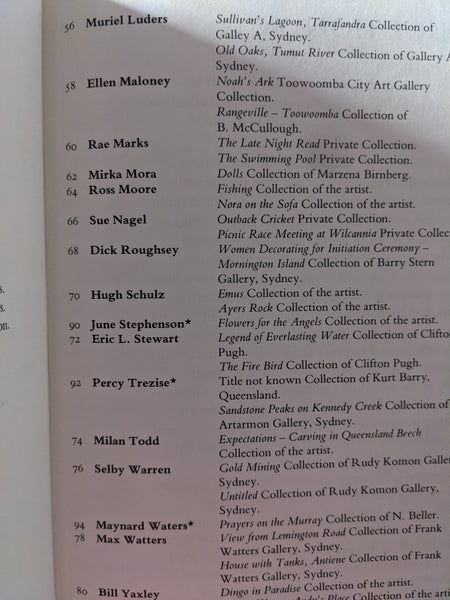 56 Muriel Luders Sullivan's Lagoon, Tarrafandra Collection of
Galley A, Sydney.
Old Oaks, Tumut River Collection of Gallery A
Sydney.
58 Ellen Maloney Noah's Ark Toowoomba City Art Gallery
Collection.
Rangeville – Toowoomba Collection of
B. McCullough.
60 Rae Marks The Late Night Read Private Collection.
The Swimming Pool Private Collection.
62 Mirka Mora Dolls Collection of Marzena Birnberg.
64 Ross Moore Fishing Collection of the artist.
Nora on the Sofa Collection of the artist.
66 Sue Nagel Outback Cricket Private Collection.
Picnic Race Meeting at Wilcannia Private Collec
68 Dick Roughsey Women Decorating for Initiation Ceremony –
Mornington Island Collection of Barry Stern
Gallery, Sydney.
70 Hugh Schulz Emus Collection of the artist.
Ayers Rock Collection of the artist.
90 June Stephenson* Flowers for the Angels Collection of the artist.
72 Eric L. Stewart Legend of Everlasting Water Collection of Clifton
Pugh.
The Fire Bird Collection of Clifton Pugh.
92 Percy Trezise* Title not known Collection of Kurt Barry,
Queensland.
Sandstone Peaks on Kennedy Creek Collection of
Artarmon Gallery, Sydney.
74 Milan Todd Expectations – Carving in Queensland Beech
Collection of the artist.
76 Selby Warren Gold Mining Collection of Rudy Komon Galle
Sydney.
Untitled Collection of Rudy Komon Gallery,
Sydney.
94 Maynard Waters* Prayers on the Murray Collection of N. Beller.
78 Max Watters View from Lemington Road Collection of Frank
Watters Gallery, Sydney.
House with Tanks, Antiene Collection of Frank
Watters Gallery, Sydney.
80 Bill Yaxley Dingo in Paradise Collection of the artist.
Andy's Place Collection of the artist
s.
s.
on.